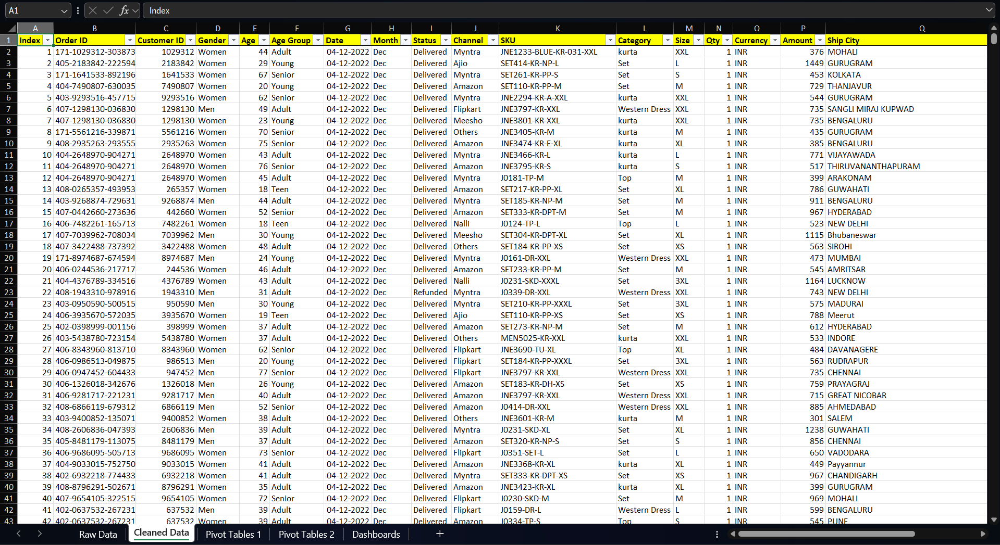 A1 fx Index
A B C D E F G H I J K L M N O P Q
1 Index Order ID Customer ID Gender Age Age Group Date Month Status Channel SKU Category Size Qty Currency Amount Ship City
2 1 171-1029312-303873 1029312 Women 44 Adult 04-12-2022 Dec Delivered Myntra JNE1233-BLUE-KR-031-XXL kurta XXL 1 INR 376 MOHALI
3 2 405-2183842-222594 2183842 Women 29 Young 04-12-2022 Dec Delivered Ajio SET414-KR-NP-L Set L 1 INR 1449 GURUGRAM
4 3 171-1641533-892196 1641533 Women 67 Senior 04-12-2022 Dec Delivered Myntra SET261-KR-PP-S Set S 1 INR 453 KOLKATA
5 4 404-7490807-630035 7490807 Women 20 Young 04-12-2022 Dec Delivered Amazon SET110-KR-PP-M Set M 1 INR 729 THANJAVUR
6 5 403-9293516-457715 9293516 Women 62 Senior 04-12-2022 Dec Delivered Myntra JNE2294-KR-A-XXL kurta XXL 1 INR 544 GURUGRAM
7 6 407-1298130-036830 1298130 Men 49 Adult 04-12-2022 Dec Delivered Flipkart JNE3797-KR-XXL Western Dress XXL 1 INR 735 SANGLI MIRAJ KUPWAD
8 7 407-1298130-036830 1298130 Women 23 Young 04-12-2022 Dec Delivered Meesho JNE3801-KR-XXL kurta XXL 1 INR 735 BENGALURU
9 8 171-5561216-339871 5561216 Women 70 Senior 04-12-2022 Dec Delivered Others JNE3405-KR-M kurta M 1 INR 435 GURUGRAM
10 9 408-2935263-293555 2935263 Women 75 Senior 04-12-2022 Dec Delivered Amazon JNE3474-KR-E-XL kurta XL 1 INR 385 BENGALURU
11 10 404-2648970-904271 2648970 Women 43 Adult 04-12-2022 Dec Delivered Myntra JNE3466-KR-L kurta L 1 INR 771 VIJAYAWADA
12 11 404-2648970-904271 2648970 Women 76 Senior 04-12-2022 Dec Delivered Amazon JNE3795-KR-S kurta S 1 INR 517 THIRUVANANTHAPURAM
13 12 404-2648970-904271 2648970 Women 45 Adult 04-12-2022 Dec Delivered Myntra J0181-TP-M Top M 1 INR 399 ARAKONAM
14 13 408-0265357-493953 265357 Women 18 Teen 04-12-2022 Dec Delivered Amazon SET217-KR-PP-XL Set XL 1 INR 786 GUWAHATI
15 14 403-9268874-729631 9268874 Men 44 Adult 04-12-2022 Dec Delivered Myntra SET185-KR-NP-M Set M 1 INR 911 BENGALURU
16 15 407-0442660-273636 442660 Women 52 Senior 04-12-2022 Dec Delivered Amazon SET333-KR-DPT-M Set M 1 INR 967 HYDERABAD
17 16 406-7482261-165713 7482261 Women 18 Teen 04-12-2022 Dec Delivered Nalli J0124-TP-L Top L 1 INR 523 NEW DELHI
18 17 407-7039962-708034 7039962 Men 30 Young 04-12-2022 Dec Delivered Meesho SET304-KR-DPT-XL Set XL 1 INR 1115 Bhubaneswar
19 18 407-3422488-737392 3422488 Women 48 Adult 04-12-2022 Dec Delivered Others SET184-KR-PP-XS Set XS 1 INR 563 SIROHI
20 19 171-8974687-674594 8974687 Men 24 Young 04-12-2022 Dec Delivered Myntra J0161-DR-XXL Western Dress XXL 1 INR 473 MUMBAI
21 20 406-0244536-217717 244536 Women 46 Adult 04-12-2022 Dec Delivered Amazon SET233-KR-PP-M Set M 1 INR 545 AMRITSAR
22 21 404-4376789-334516 4376789 Women 43 Adult 04-12-2022 Dec Delivered Nalli J0231-SKD-XXXL Set 3XL 1 INR 1164 LUCKNOW
23 22 408-1943310-978916 1943310 Men 31 Adult 04-12-2022 Dec Refunded Myntra J0339-DR-XXL Western Dress XXL 1 INR 743 NEW DELHI
24 23 403-0950590-500515 950590 Men 30 Young 04-12-2022 Dec Delivered Myntra SET210-KR-PP-XXXL Set 3XL 1 INR 575 MADURAI
25 24 406-3935670-572035 3935670 Women 19 Teen 04-12-2022 Dec Delivered Ajio SET110-KR-PP-XS Set XS 1 INR 788 Meerut
26 25 402-0398999-001156 398999 Women 37 Adult 04-12-2022 Dec Delivered Amazon SET273-KR-NP-M Set M 1 INR 612 HYDERABAD
27 26 403-5438780-723154 5438780 Women 37 Adult 04-12-2022 Dec Delivered Others MEN5025-KR-XXL kurta XXL 1 INR 533 INDORE
28 27 406-8343960-813710 8343960 Women 62 Senior 04-12-2022 Dec Delivered Flipkart JNE3690-TU-XL Top XL 1 INR 484 DAVANAGERE
29 28 406-0986513-049875 986513 Men 20 Young 04-12-2022 Dec Delivered Flipkart SET184-KR-PP-XXXL Set 3XL 1 INR 563 RUDRAPUR
30 29 406-0947452-604433 947452 Men 77 Senior 04-12-2022 Dec Delivered Flipkart JNE3797-KR-XXL Western Dress XXL 1 INR 735 CHENNAI
31 30 406-1326018-342676 1326018 Men 26 Young 04-12-2022 Dec Delivered Amazon SET183-KR-DH-XS Set XS 1 INR 759 PRAYAGRAJ
32 31 406-9281717-221231 9281717 Men 40 Adult 04-12-2022 Dec Delivered Amazon JNE3797-KR-XXL Western Dress XXL 1 INR 715 GREAT NICOBAR
33 32 408-6866119-679312 6866119 Men 52 Senior 04-12-2022 Dec Delivered Amazon J0414-DR-XXL Western Dress XXL 1 INR 885 AHMEDABAD
34 33 403-9400852-135071 9400852 Women 38 Adult 04-12-2022 Dec Delivered Others JNE3601-KR-M kurta M 1 INR 301 SALEM
35 34 408-2606836-047393 2606836 Men 39 Adult 04-12-2022 Dec Delivered Myntra J0231-SKD-XL Set XL 1 INR 1238 GUWAHATI
36 35 405-8481179-113075 8481179 Men 37 Adult 04-12-2022 Dec Delivered Amazon SET320-KR-NP-S Set S 1 INR 856 CHENNAI
37 36 406-9686095-505713 9686095 Women 73 Senior 04-12-2022 Dec Delivered Flipkart J0351-SET-L Set L 1 INR 650 VADODARA
38 37 404-9033015-752750 9033015 Women 41 Adult 04-12-2022 Dec Delivered Amazon JNE3368-KR-XL kurta XL 1 INR 449 Payyannur
39 38 402-6932218-774433 6932218 Women 41 Adult 04-12-2022 Dec Delivered Myntra SET333-KR-DPT-XS Set XS 1 INR 967 CHANDIGARH
40 39 408-8796291-502671 8796291 Women 35 Adult 04-12-2022 Dec Delivered Amazon JNE3423-KR-XL kurta XL 1 INR 399 GURUGRAM
41 40 407-9654105-322515 9654105 Women 72 Senior 04-12-2022 Dec Delivered Flipkart J0230-SKD-M Set M 1 INR 969 MOHALI
42 41 402-0637532-267231 637532 Men 39 Adult 04-12-2022 Dec Delivered Flipkart J0159-DR-L Western Dress L 1 INR 599 BENGALURU
43 42 402-0637532-267231 637532 Women 39 Adult 04-12-2022 Dec Delivered Amazon J0334-TP-S Top S 1 INR 545 PUNE
Raw Data Cleaned Data Pivot Tables 1 Pivot Tables 2 Dashboards +